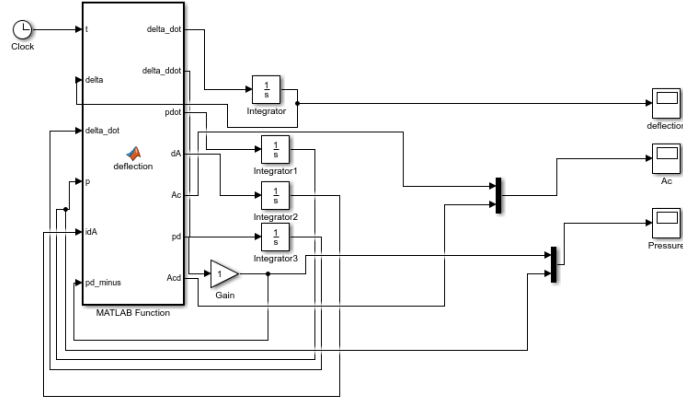 Clock
t
delta
delta_dot
p
idA
pd_minus
deflection
delta_dot
delta_ddot
pdot
dA
Ac
pd
Acd
MATLAB Function
1
s
Integrator
1
s
Integrator1
1
s
Integrator2
1
s
Integrator3
1
Gain
deflection
Ac
Pressure